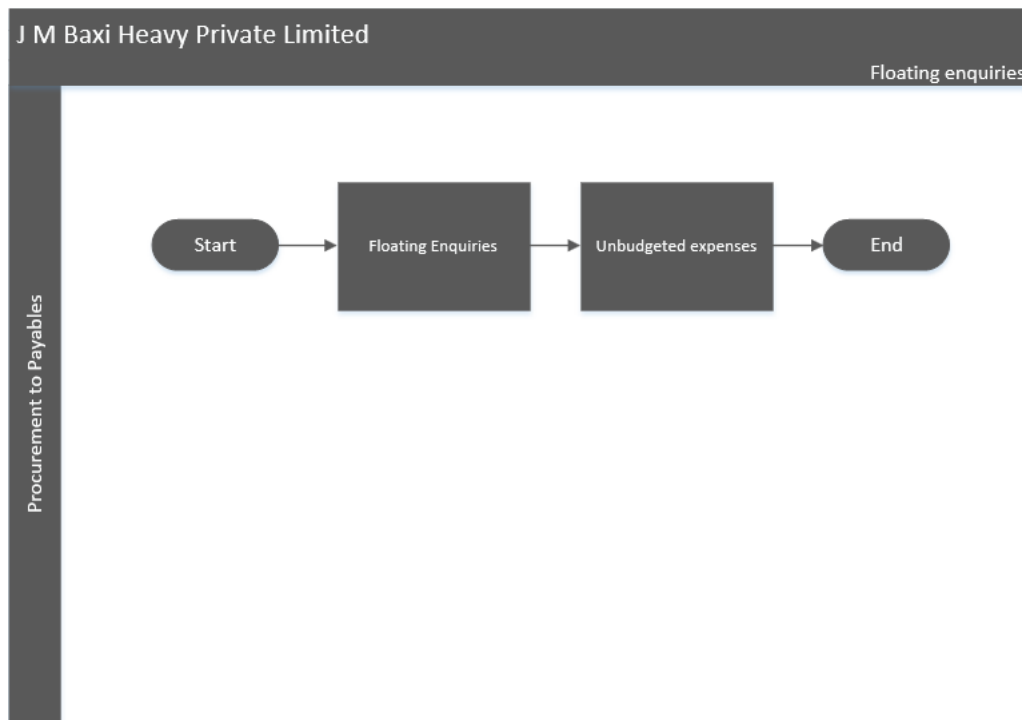 J M Baxi Heavy Private Limited
Floating enquiries
Procurement to Payables
Start
Floating Enquiries
Unbudgeted expenses
End